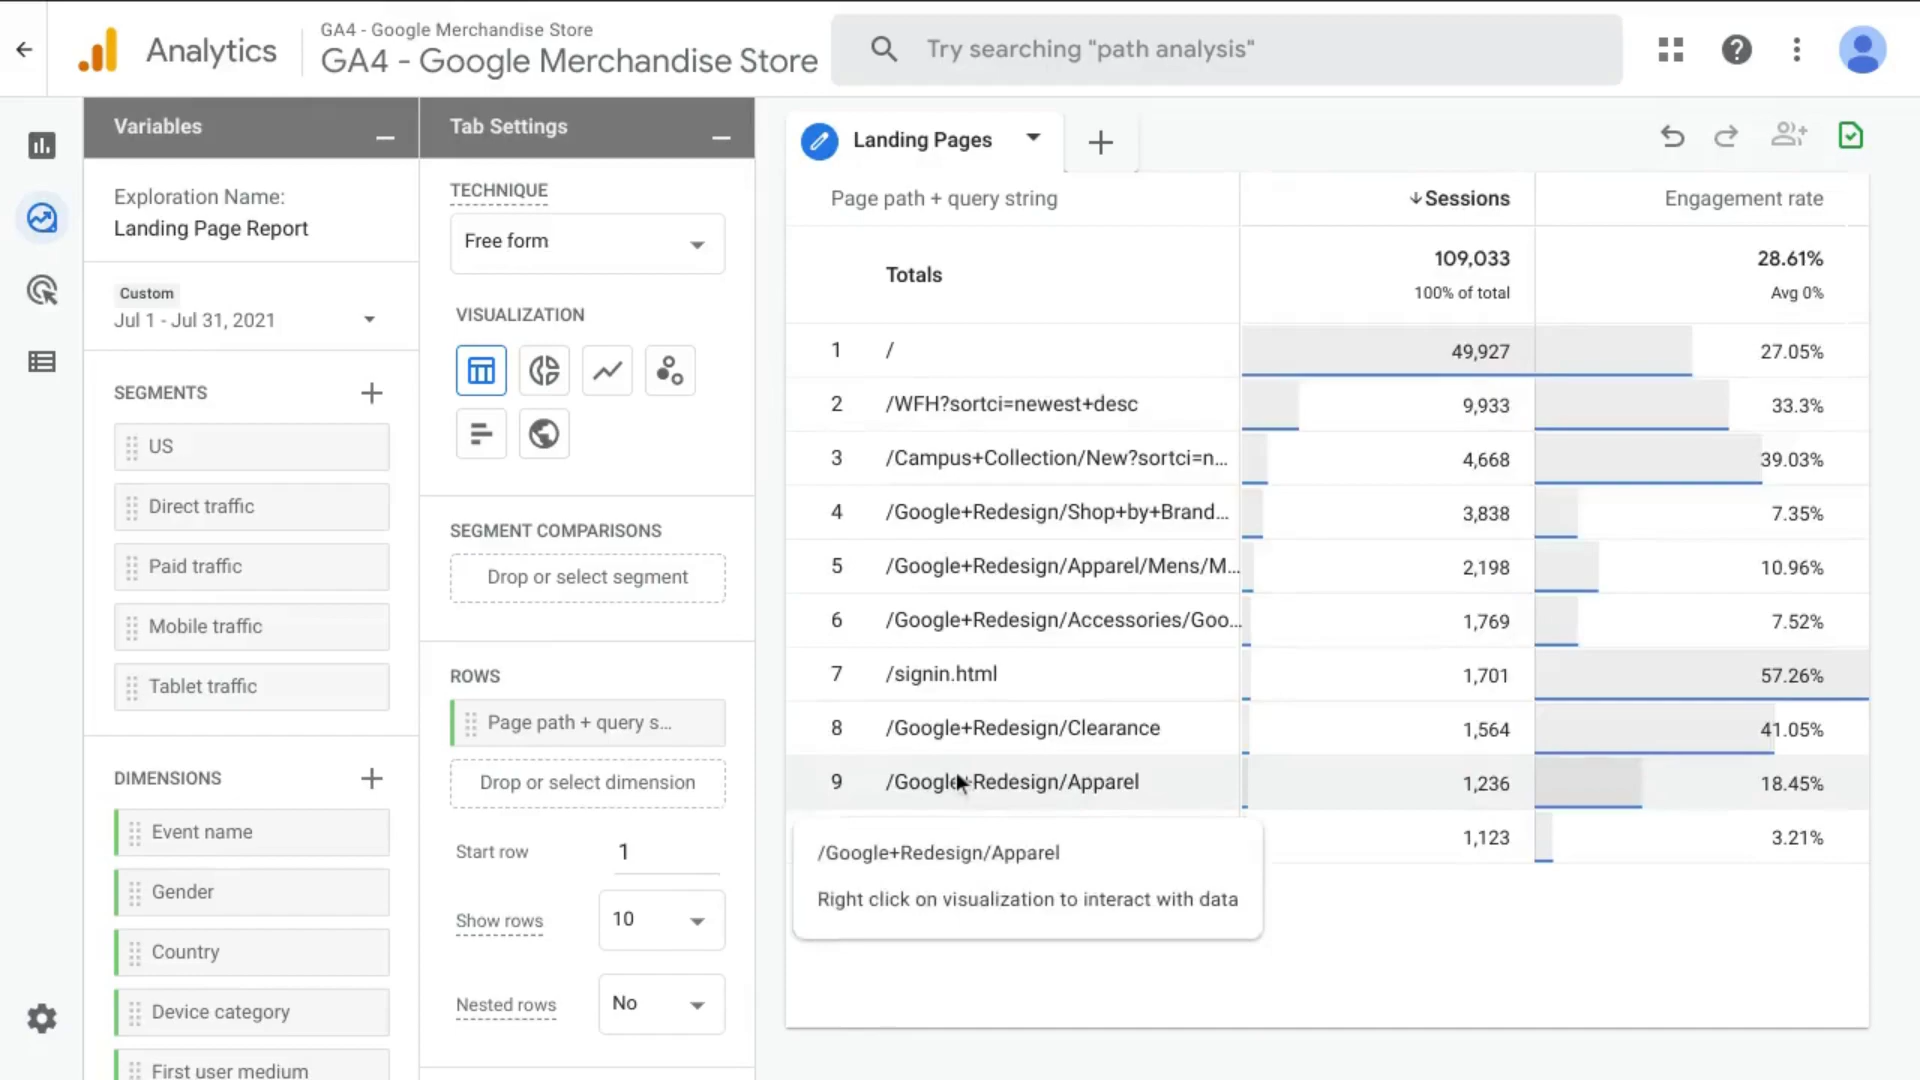 Analytics
GA4 - Google Merchandise Store
GA4 - Google Merchandise Store
Try searching "path analysis"
Variables
Exploration Name:
Landing Page Report
Custom
Jul 1 - Jul 31, 2021
SEGMENTS
US
Direct traffic
Paid traffic
Mobile traffic
Tablet traffic
DIMENSIONS
Event name
Gender
Country
Device category
First user medium
Tab Settings
TECHNIQUE
Free form
VISUALIZATION
SEGMENT COMPARISONS
Drop or select segment
ROWS
Page path + query s...
Drop or select dimension
Start row 1
Show rows 10
Nested rows No
Landing Pages
Page path + query string Sessions Engagement rate
Totals 109,033 28.61%
100% of total Avg 0%
1 / 49,927 27.05%
2 /WFH?sortci=newest+desc 9,933 33.3%
3 /Campus+Collection/New?sortci=n... 4,668 39.03%
4 /Google+Redesign/Shop+by+Brand... 3,838 7.35%
5 /Google+Redesign/Apparel/Mens/M... 2,198 10.96%
6 /Google+Redesign/Accessories/Goo... 1,769 7.52%
7 /signin.html 1,701 57.26%
8 /Google+Redesign/Clearance 1,564 41.05%
9 /Google+Redesign/Apparel 1,236 18.45%
1,123 3.21%
/Google+Redesign/Apparel
Right click on visualization to interact with data